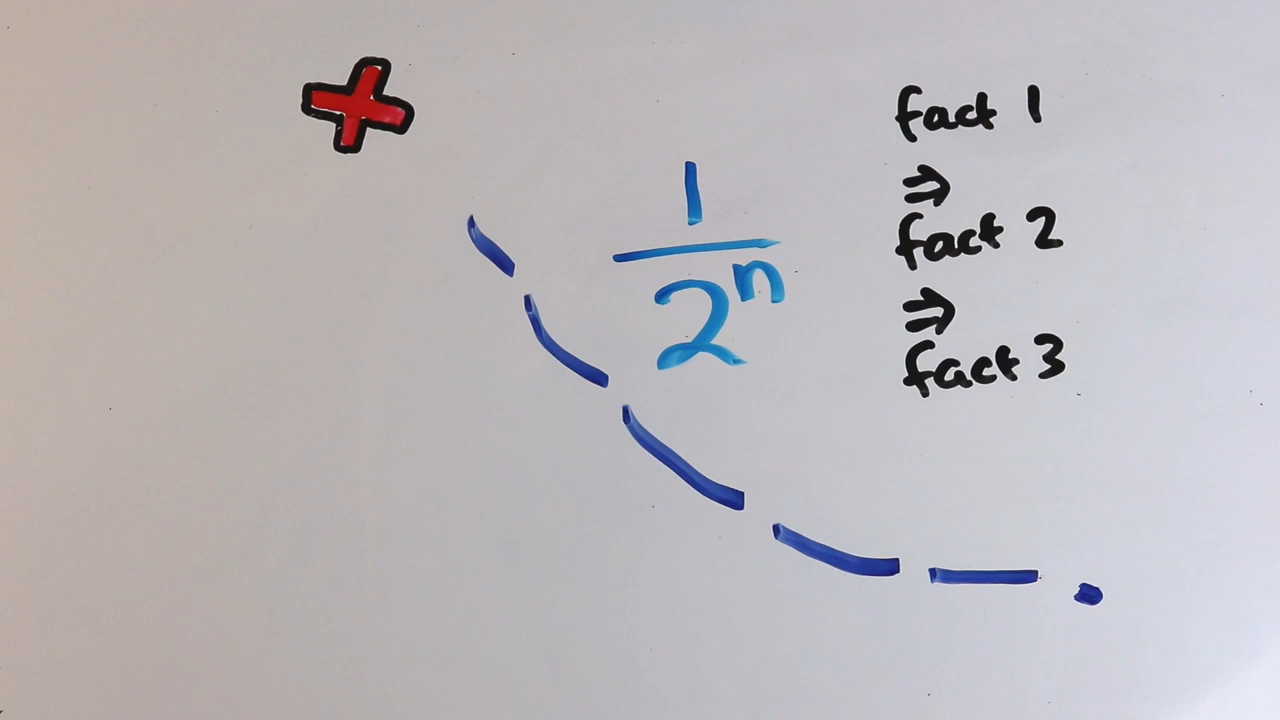 1
2ⁿ
fact 1
⇒
fact 2
⇒
fact 3